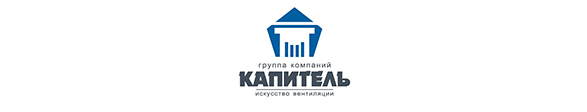 группа компаний
КАПИТЕЛЬ
искусство вентиляции